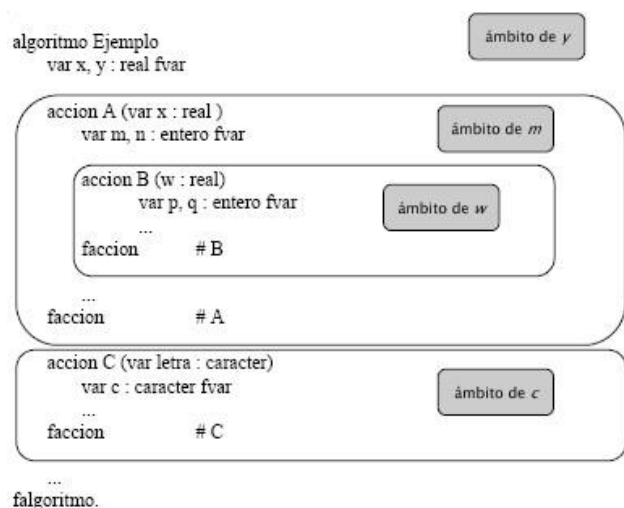 algoritmo Ejemplo
ámbito de y
var x, y : real fvar
accion A (var x : real )
ámbito de m
var m, n : entero fvar
accion B (w : real)
ámbito de w
var p, q : entero fvar
...
faccion # B
...
faccion # A
accion C (var letra : caracter)
var c : caracter fvar
ámbito de c
...
faccion # C
...
falgoritmo.